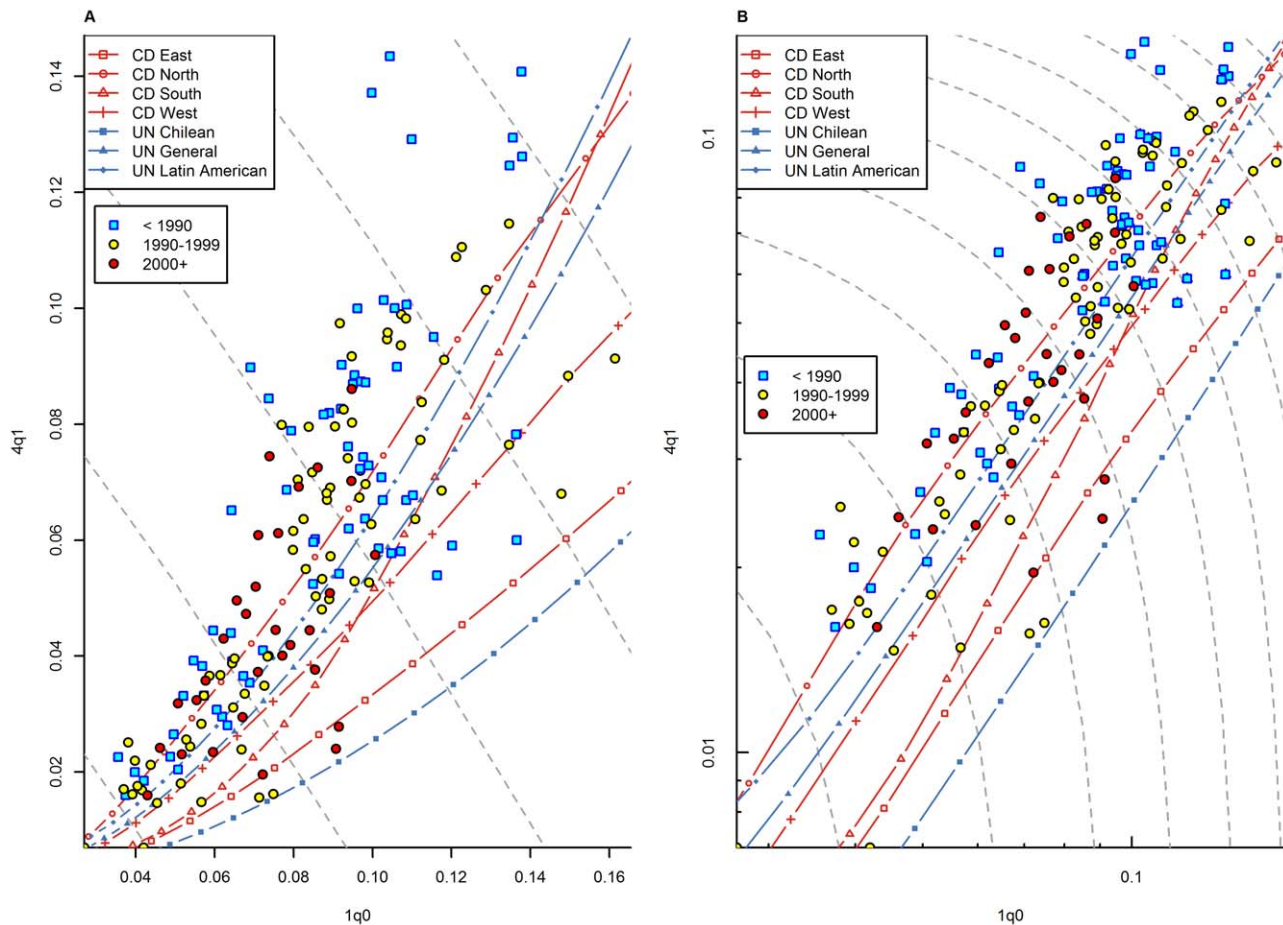 A
CD East
CD North
CD South
CD West
UN Chilean
UN General
UN Latin American
< 1990
1990-1999
2000+
0.14
0.12
0.10
0.08
0.06
0.04
0.02
4q1
0.04
0.06
0.08
0.10
0.12
0.14
0.16
1q0
B
CD East
CD North
CD South
CD West
UN Chilean
UN General
UN Latin American
< 1990
1990-1999
2000+
0.1
0.01
4q1
0.1
1q0